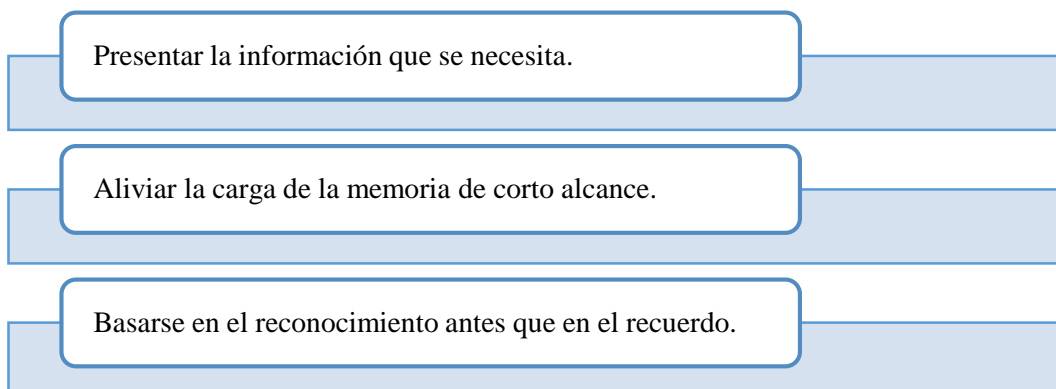 Presentar la información que se necesita.
Aliviar la carga de la memoria de corto alcance.
Basarse en el reconocimiento antes que en el recuerdo.